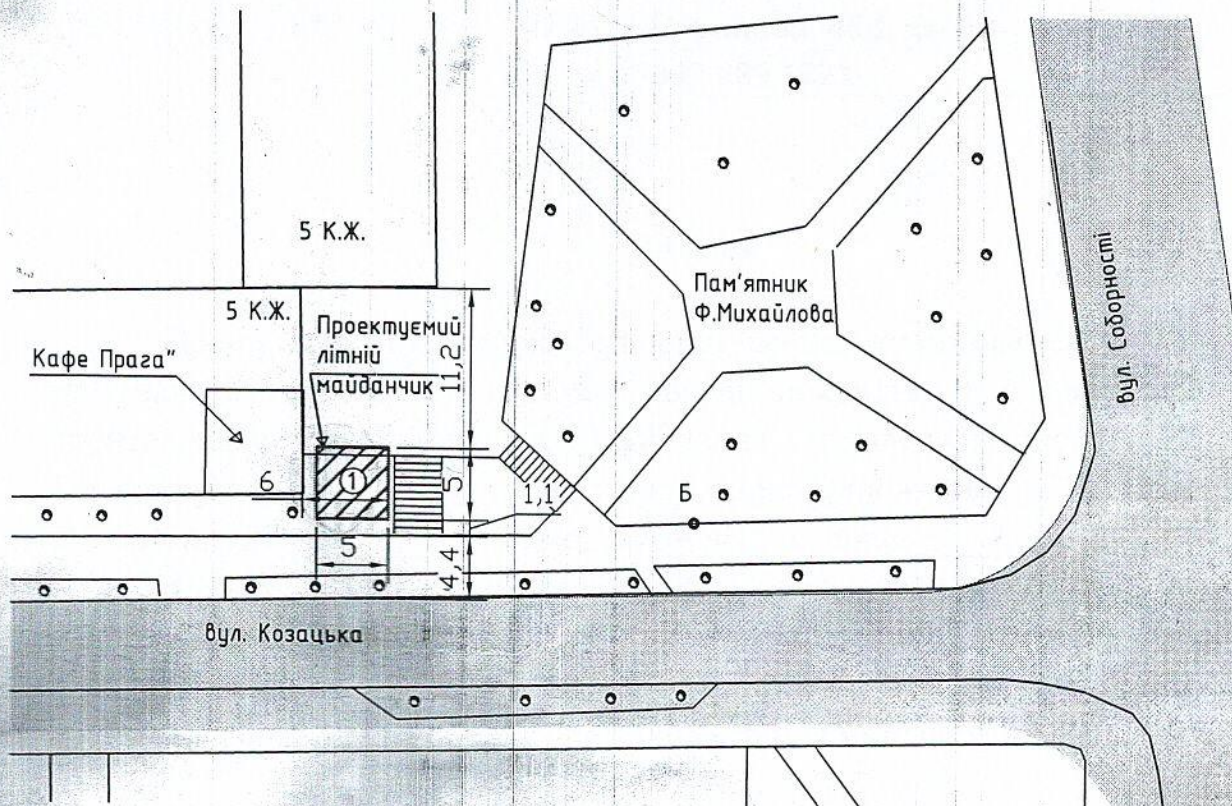 5 К.Ж.
5 К.Ж.
Проектуємий
літній
майданчик
Кафе Прага"
11,2
Пам'ятник
Ф.Михайлова
вул. Соборності
6
1
5
1,1
Б
5
4,4
вул. Козацька